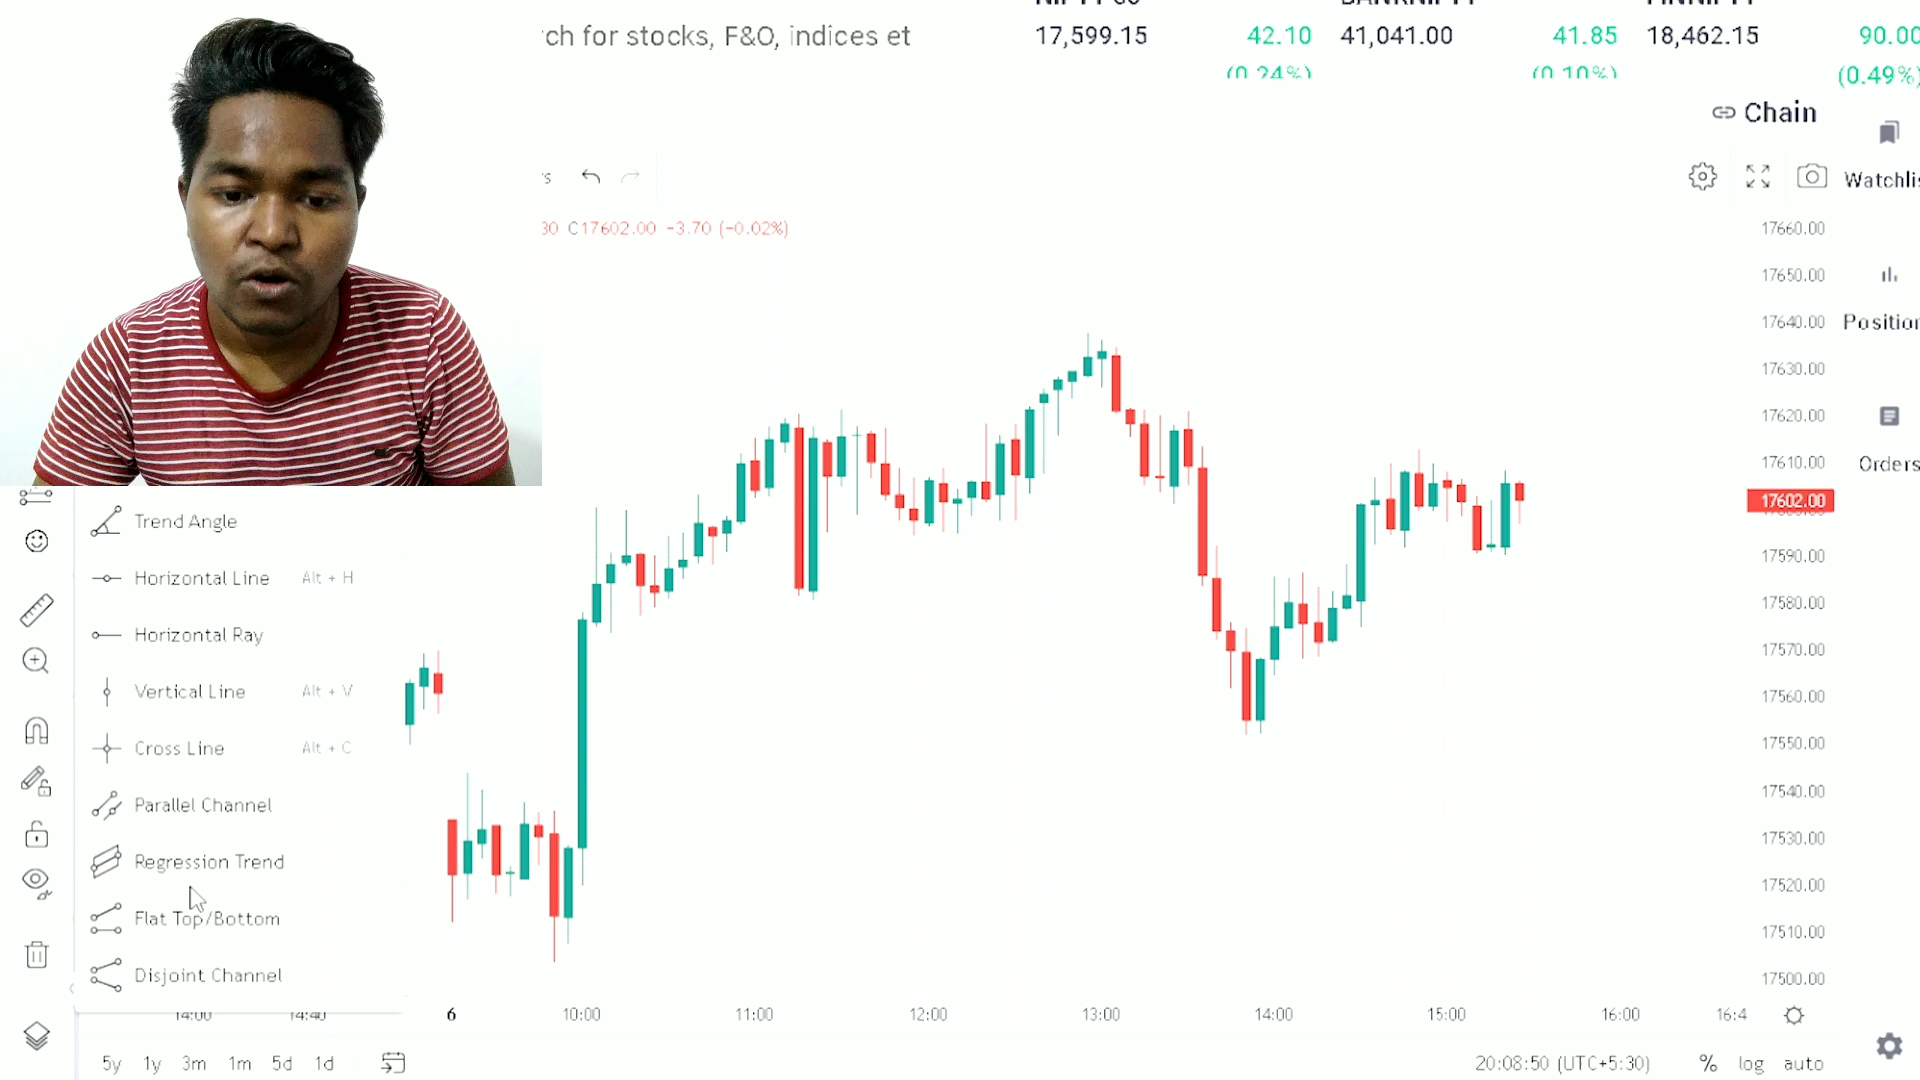 ch for stocks, F&O, indices et
17,599.15 42.10 41,041.00 41.85 18,462.15 90.00
(0.24%) (0.10%) (0.49%)
Chain
Watchlis
C17602.00 −3.70 (−0.02%)
17660.00
17650.00
17640.00
Position
17630.00
17620.00
17610.00
Orders
17602.00
17590.00
17580.00
17570.00
17560.00
17550.00
17540.00
17530.00
17520.00
17510.00
17500.00
Trend Angle
Horizontal Line Alt + H
Horizontal Ray
Vertical Line Alt + V
Cross Line Alt + C
Parallel Channel
Regression Trend
Flat Top/Bottom
Disjoint Channel
14:00 14:40 6 10:00 11:00 12:00 13:00 14:00 15:00 16:00 16:4
5y 1y 3m 1m 5d 1d
20:08:50 (UTC+5:30) % log auto